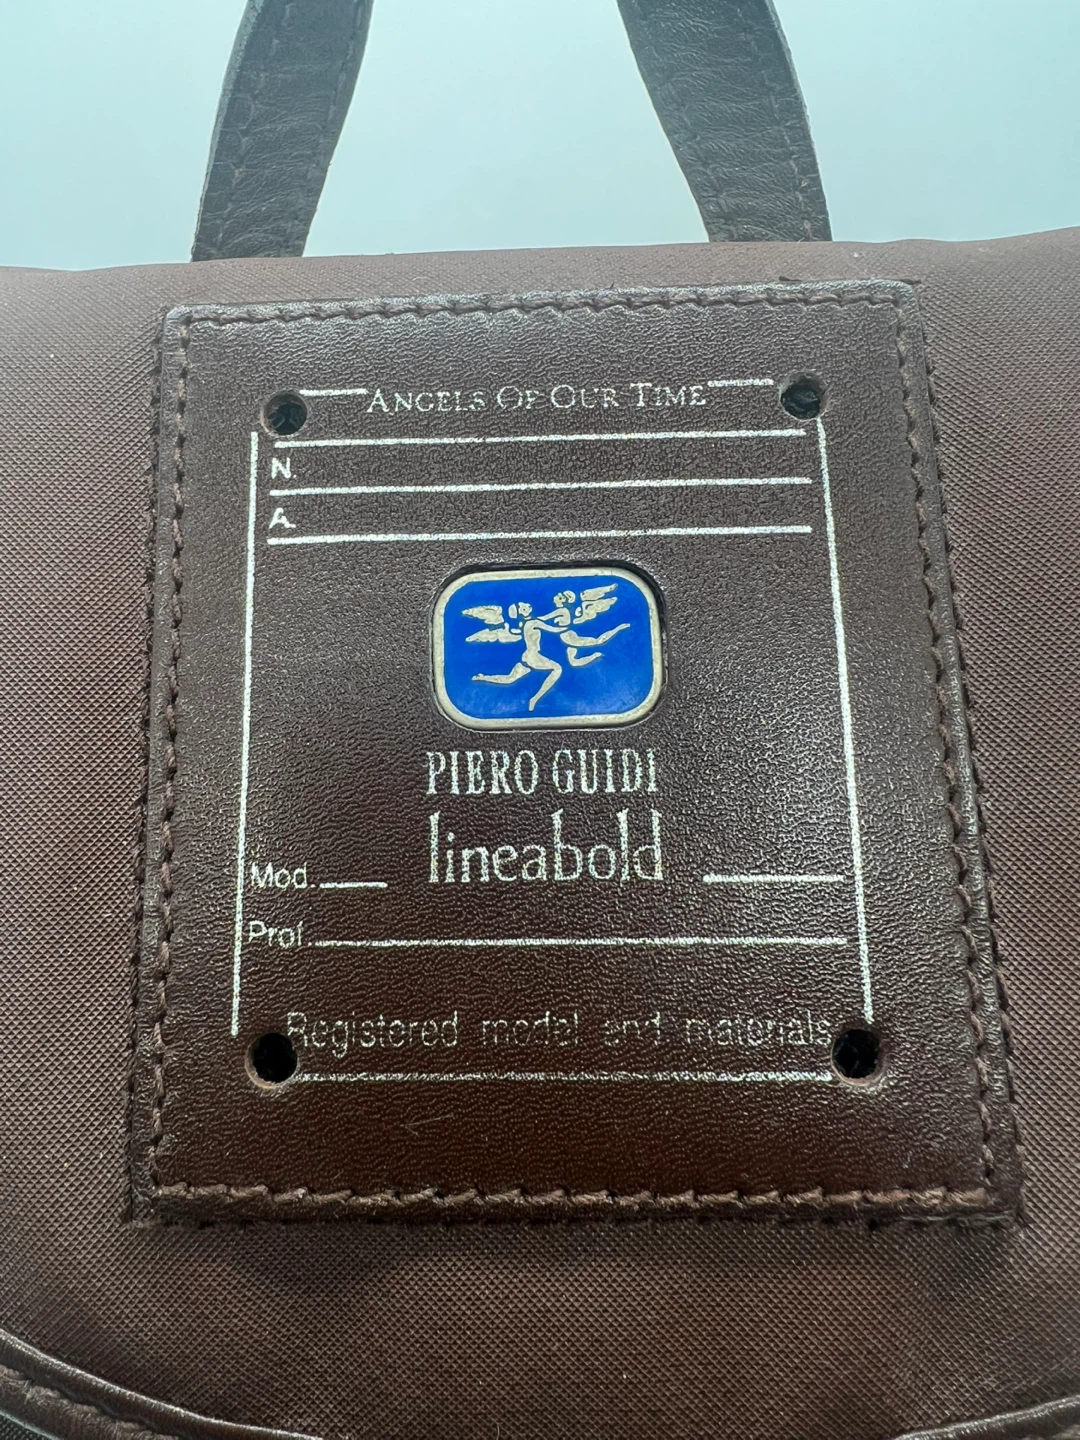 ANGELS OF OUR TIME
N.
A.
PIERO GUIDI
lineabold
Mod.
Prof.
Registered model and materials